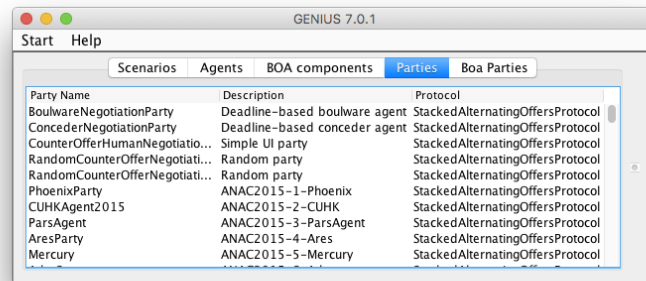 GENIUS 7.0.1
Start Help
Scenarios Agents BOA components Parties Boa Parties
Party Name Description Protocol
BoulwareNegotiationParty Deadline-based boulware agent StackedAlternatingOffersProtocol
ConcederNegotiationParty Deadline-based conceder agent StackedAlternatingOffersProtocol
CounterOfferHumanNegotiatio... Simple UI party StackedAlternatingOffersProtocol
RandomCounterOfferNegotiati... Random party StackedAlternatingOffersProtocol
RandomCounterOfferNegotiati... Random party StackedAlternatingOffersProtocol
PhoenixParty ANAC2015-1-Phoenix StackedAlternatingOffersProtocol
CUHKAgent2015 ANAC2015-2-CUHK StackedAlternatingOffersProtocol
ParsAgent ANAC2015-3-ParsAgent StackedAlternatingOffersProtocol
AresParty ANAC2015-4-Ares StackedAlternatingOffersProtocol
Mercury ANAC2015-5-Mercury StackedAlternatingOffersProtocol